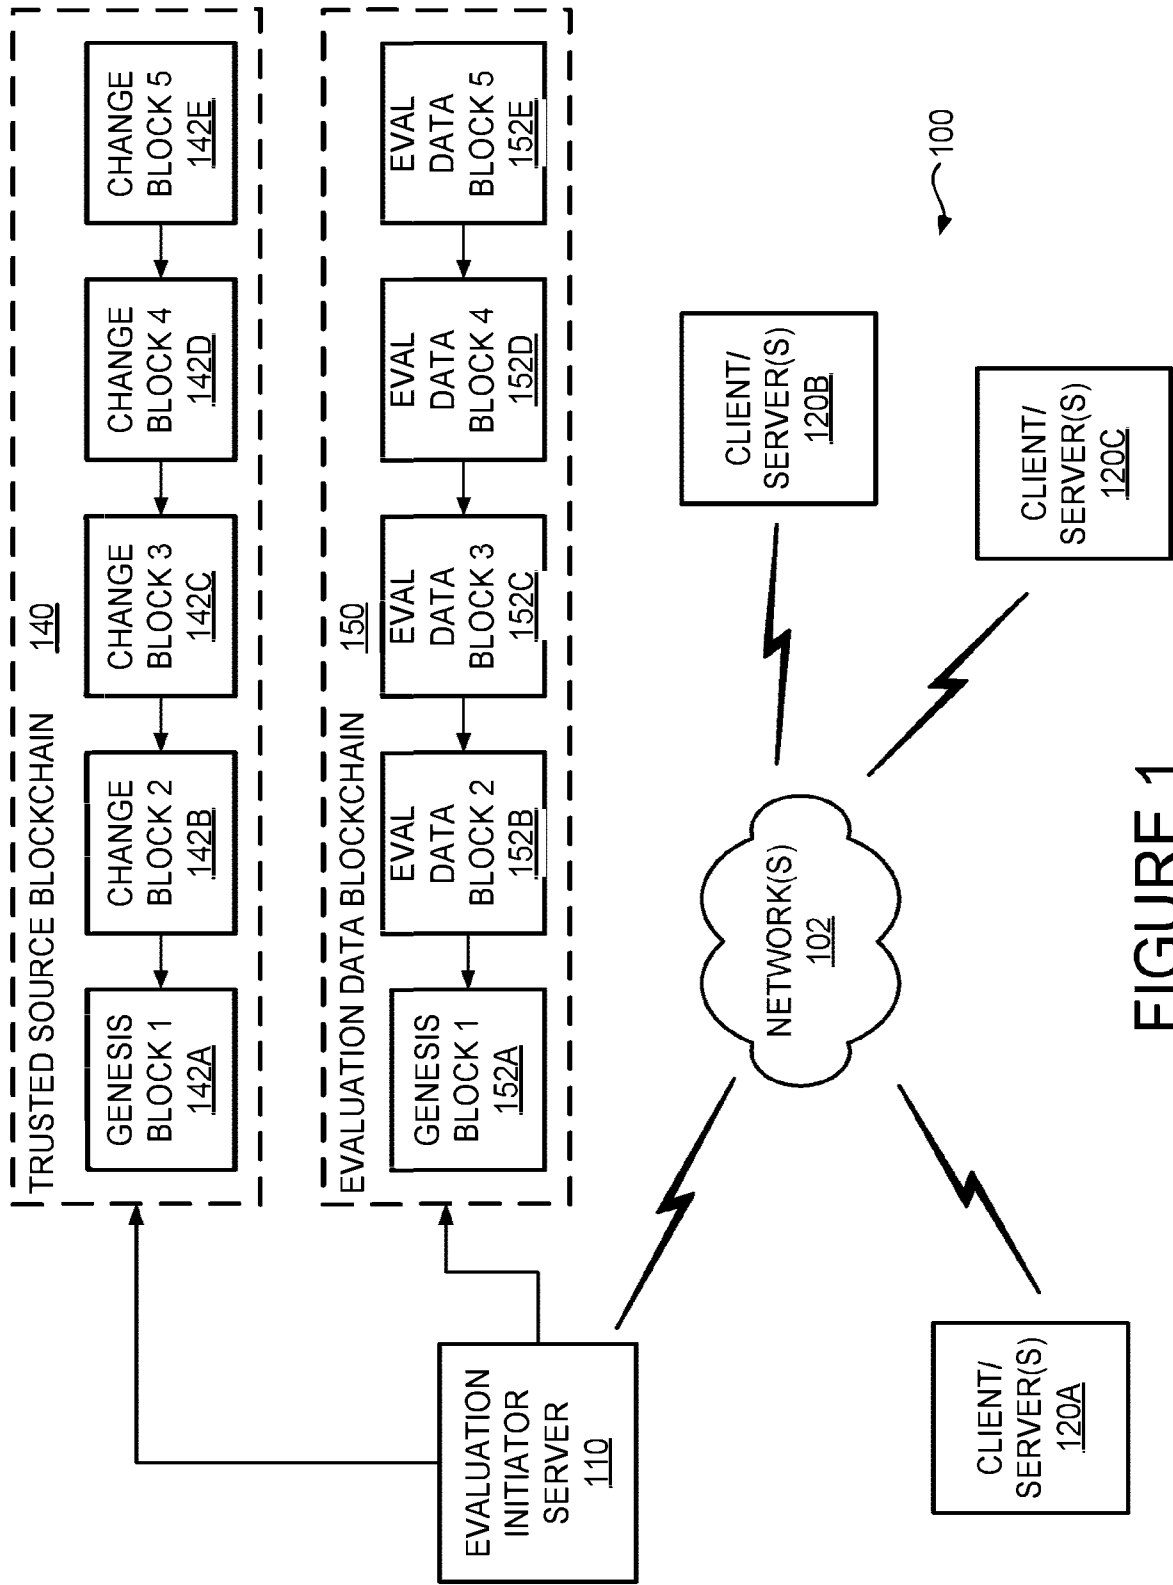 TRUSTED SOURCE BLOCKCHAIN 140
GENESIS
BLOCK 1
142A
CHANGE
BLOCK 2
142B
CHANGE
BLOCK 3
142C
CHANGE
BLOCK 4
142D
CHANGE
BLOCK 5
142E
EVALUATION DATA BLOCKCHAIN 150
GENESIS
BLOCK 1
152A
EVAL
DATA
BLOCK 2
152B
EVAL
DATA
BLOCK 3
152C
EVAL
DATA
BLOCK 4
152D
EVAL
DATA
BLOCK 5
152E
EVALUATION
INITIATOR
SERVER
110
NETWORK(S)
102
CLIENT/
SERVER(S)
120B
100
CLIENT/
SERVER(S)
120A
CLIENT/
SERVER(S)
120C
FIGURE 1